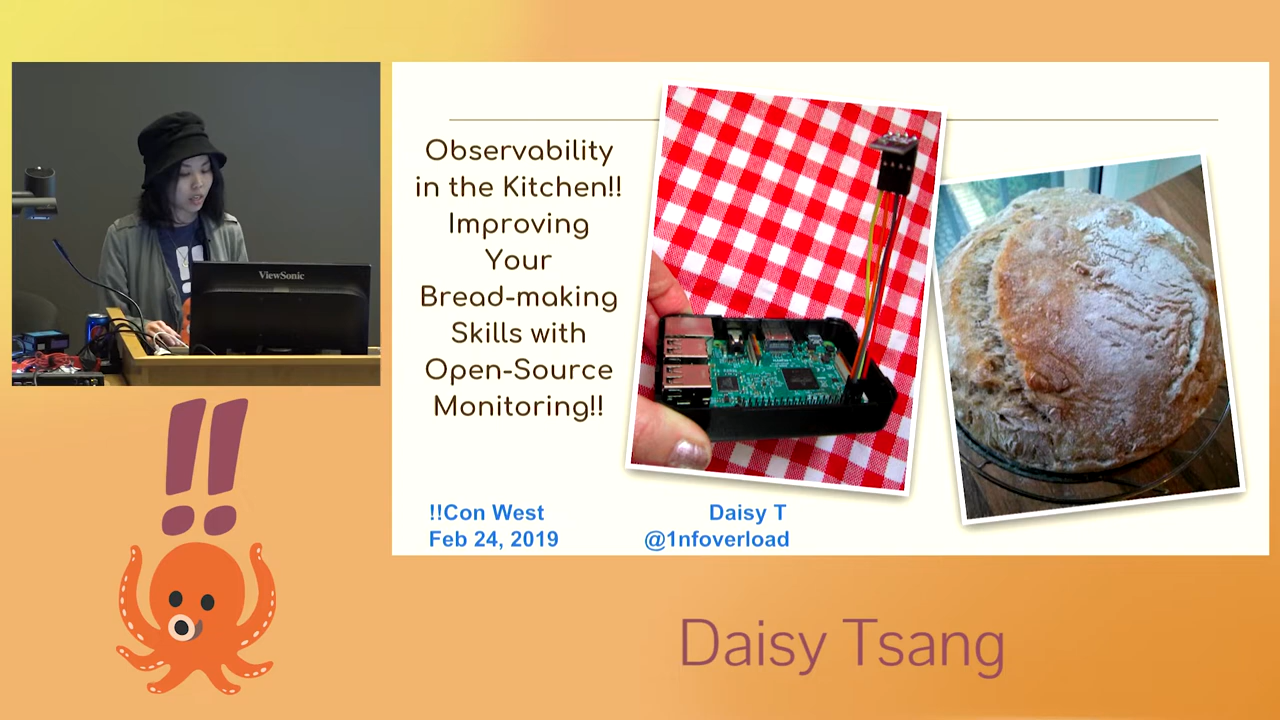 ViewSonic
Observability
in the Kitchen!!
Improving
Your
Bread-making
Skills with
Open-Source
Monitoring!!
!!Con West
Feb 24, 2019
Daisy T
@1nfoverload
!!
Daisy Tsang